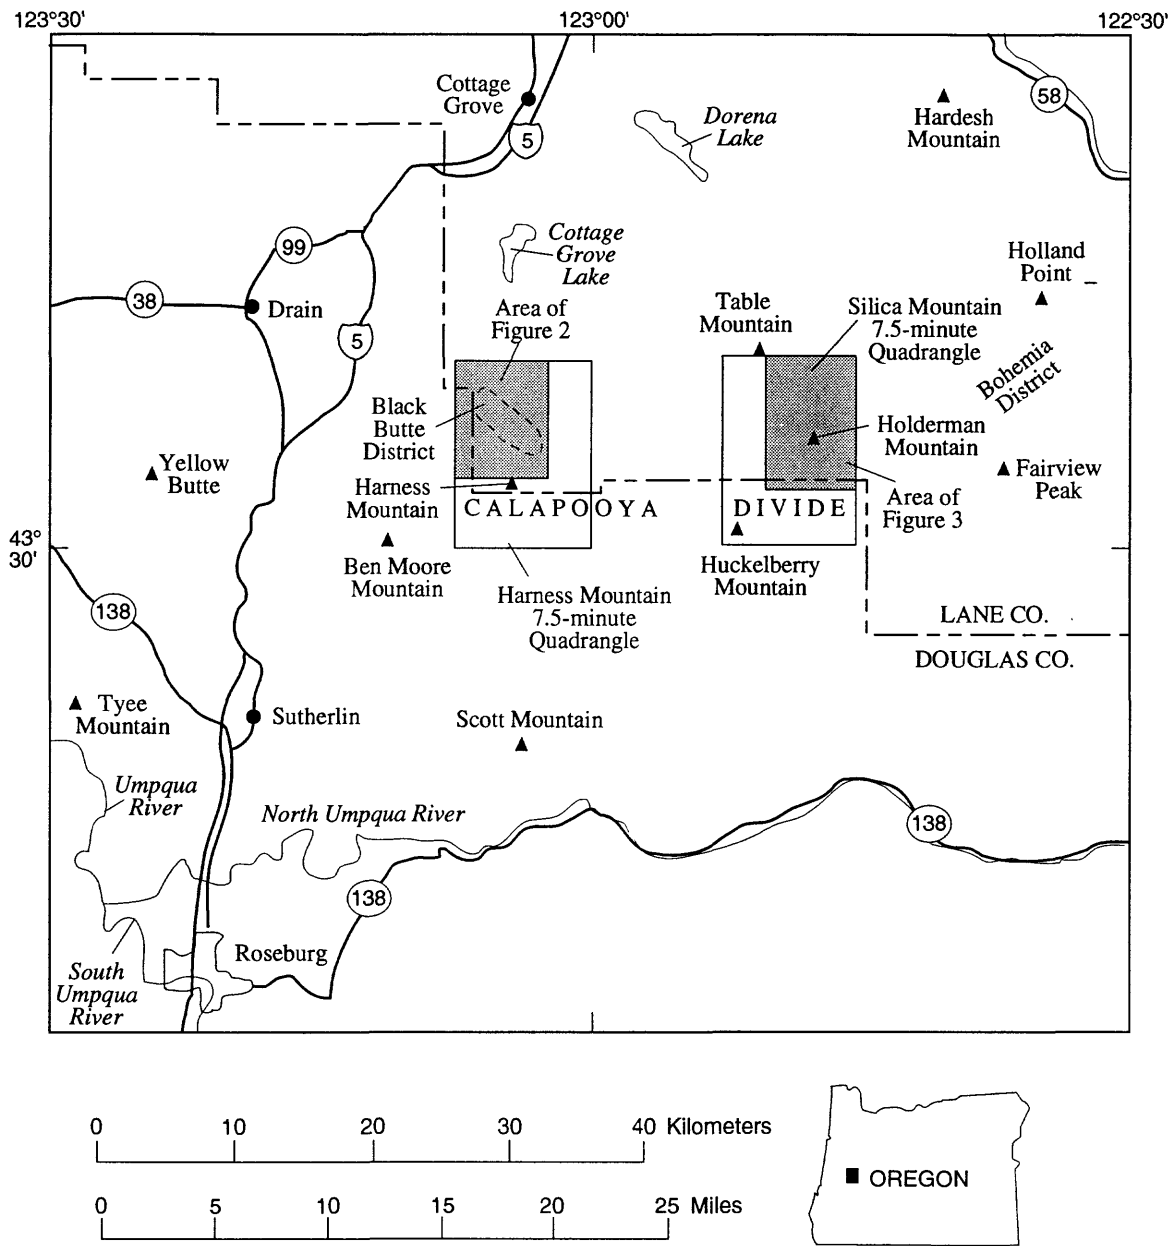 123°30'
123°00'
122°30'
Cottage
Grove
5
Dorena
Lake
Hardesh
Mountain
58
99
Cottage
Grove
Lake
Holland
Point
38
Drain
5
Area of
Figure 2
Table
Mountain
Silica Mountain
7.5-minute
Quadrangle
Bohemia
District
Black
Butte
District
Holderman
Mountain
Yellow
Butte
Harness
Mountain
Fairview
Peak
CALAPOOYA DIVIDE
Area of
Figure 3
43°
30'
Ben Moore
Mountain
Huckelberry
Mountain
Harness Mountain
7.5-minute
Quadrangle
138
LANE CO.
DOUGLAS CO.
Tyee
Mountain
Sutherlin
Scott Mountain
Umpqua
River
North Umpqua River
138
138
Roseburg
South
Umpqua
River
0 10 20 30 40 Kilometers
0 5 10 15 20 25 Miles
OREGON